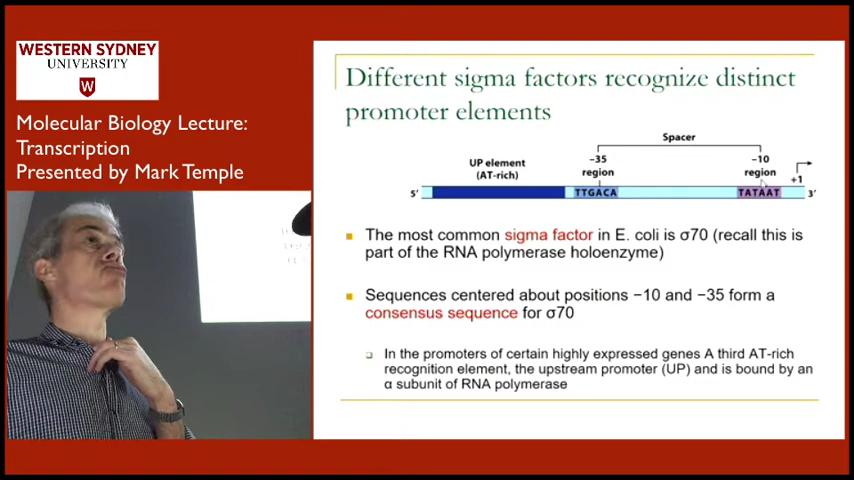 WESTERN SYDNEY
UNIVERSITY
W
Molecular Biology Lecture:
Transcription
Presented by Mark Temple
Different sigma factors recognize distinct
promoter elements
Spacer
UP element
(AT-rich)
–35
region
–10
region
+1
5′
TTGACA
TATAAT
3′
The most common sigma factor in E. coli is σ70 (recall this is
part of the RNA polymerase holoenzyme)
Sequences centered about positions −10 and −35 form a
consensus sequence for σ70
In the promoters of certain highly expressed genes A third AT-rich
recognition element, the upstream promoter (UP) and is bound by an
α subunit of RNA polymerase